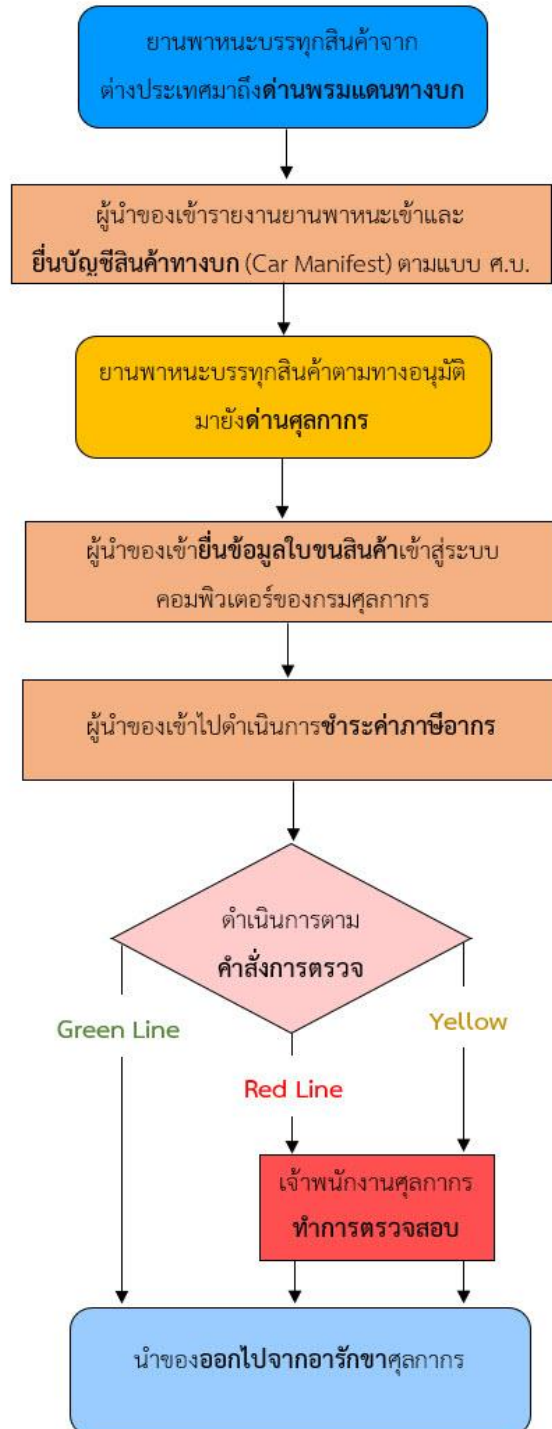 ยานพาหนะบรรทุกสินค้าจาก
ต่างประเทศมาถึงด่านพรมแดนทางบก
ผู้นำของเข้ารายงานยานพาหนะเข้าและ
ยื่นบัญชีสินค้าทางบก (Car Manifest) ตามแบบ ศ.บ.
ยานพาหนะบรรทุกสินค้าตามทางอนุมัติ
มายังด่านศุลกากร
ผู้นำของเข้ายื่นข้อมูลใบขนสินค้าเข้าสู่ระบบ
คอมพิวเตอร์ของกรมศุลกากร
ผู้นำของเข้าไปดำเนินการชำระค่าภาษีอากร
ดำเนินการตาม
คำสั่งการตรวจ
Green Line
Yellow
Red Line
เจ้าพนักงานศุลกากร
ทำการตรวจสอบ
นำของออกไปจากอารักขาศุลกากร